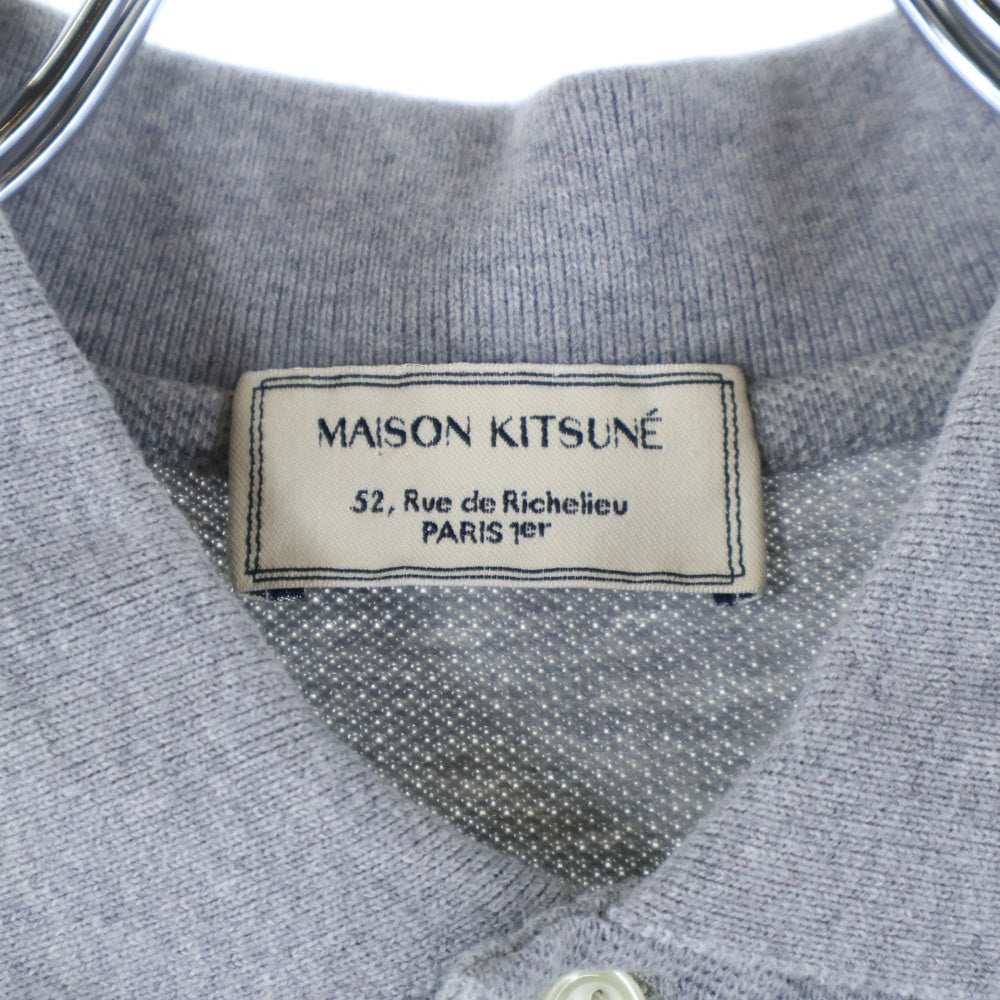 MAISON KITSUNÉ
52, Rue de Richelieu
PARIS 1er